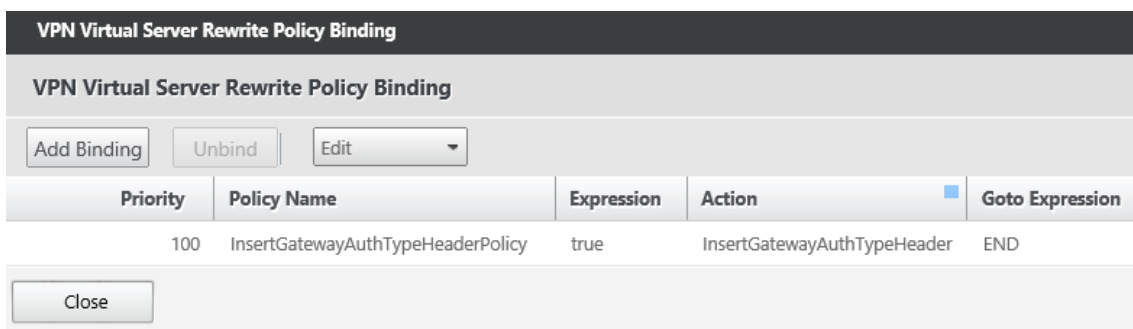 VPN Virtual Server Rewrite Policy Binding
VPN Virtual Server Rewrite Policy Binding
Add Binding Unbind Edit
Priority Policy Name Expression Action Goto Expression
100 InsertGatewayAuthTypeHeaderPolicy true InsertGatewayAuthTypeHeader END
Close